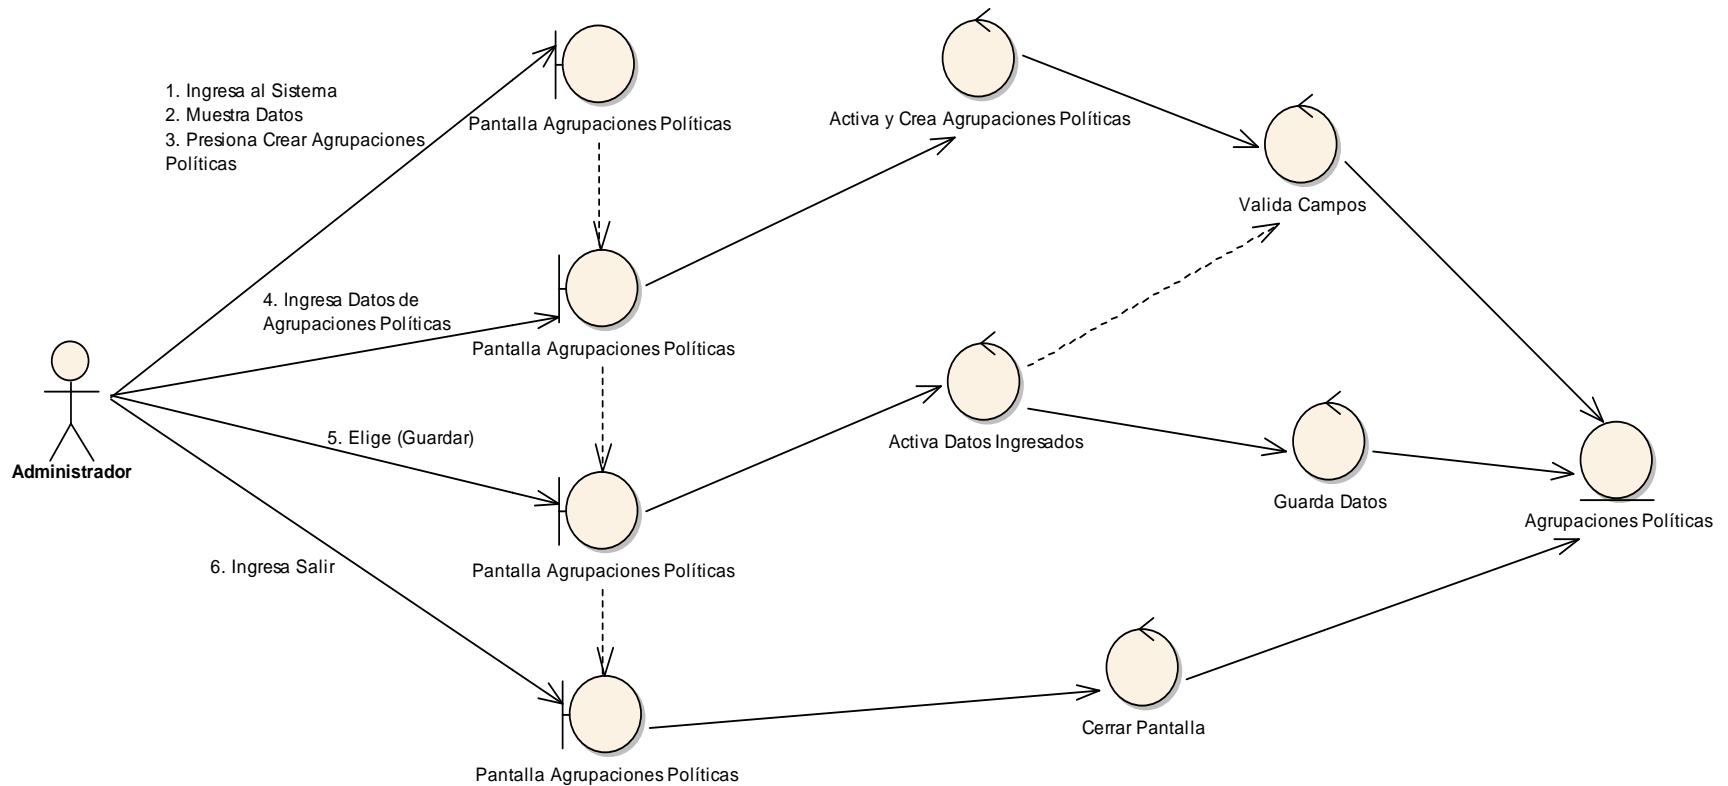 1. Ingresa al Sistema
2. Muestra Datos
3. Presiona Crear Agrupaciones
Políticas
Pantalla Agrupaciones Políticas
Activa y Crea Agrupaciones Políticas
Valida Campos
4. Ingresa Datos de
Agrupaciones Políticas
Pantalla Agrupaciones Políticas
5. Elige (Guardar)
Activa Datos Ingresados
Administrador
Guarda Datos
Agrupaciones Políticas
6. Ingresa Salir
Pantalla Agrupaciones Políticas
Cerrar Pantalla
Pantalla Agrupaciones Políticas